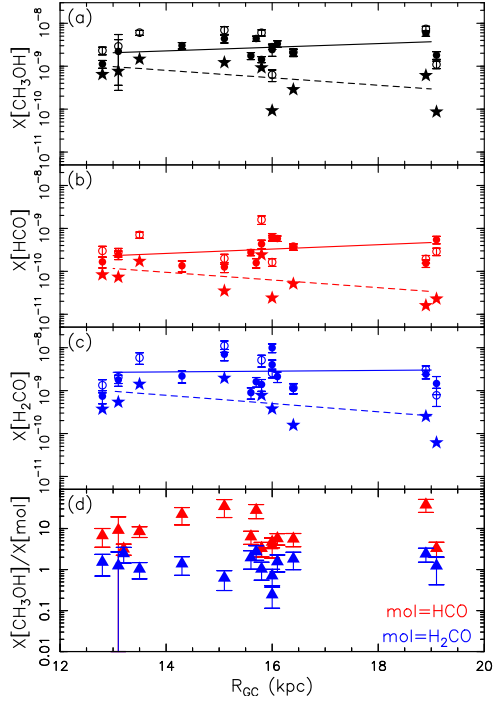 (a)
X[CH₃OH]
10⁻⁸
10⁻⁹
10⁻¹⁰
10⁻¹¹
(b)
X[HCO]
10⁻⁸
10⁻⁹
10⁻¹⁰
10⁻¹¹
(c)
X[H₂CO]
10⁻⁸
10⁻⁹
10⁻¹⁰
10⁻¹¹
(d)
X[CH₃OH]/X[mol]
10
1
0.1
0.01
mol=HCO
mol=H₂CO
12 14 16 18 20
R_GC (kpc)